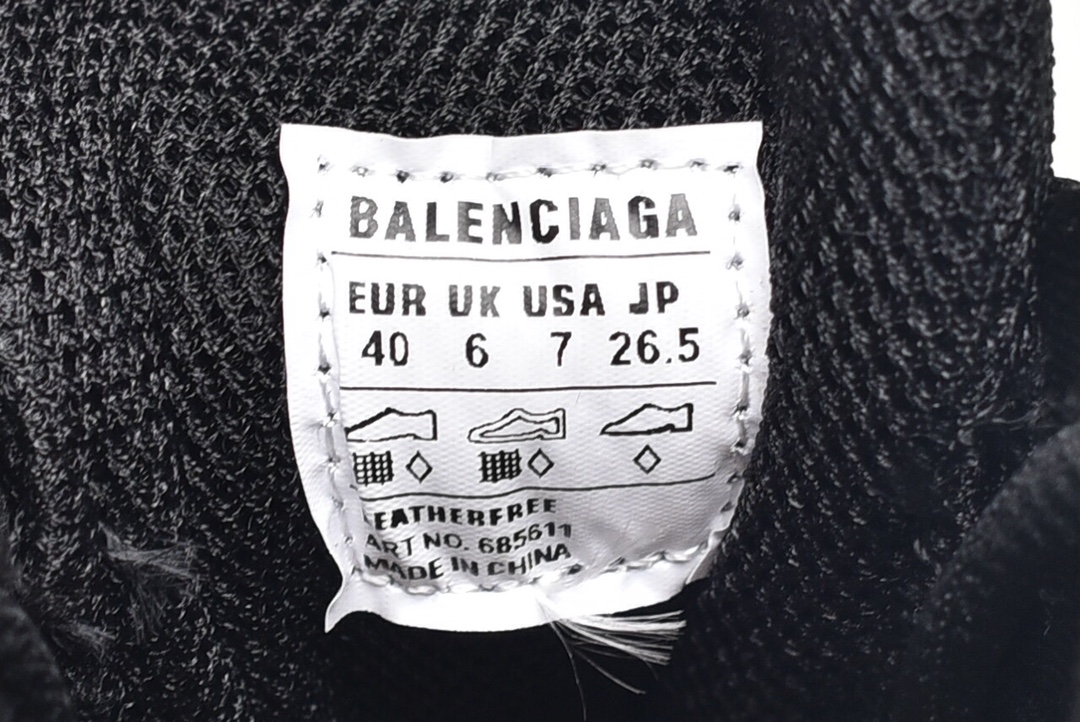 BALENCIAGA
EUR UK USA JP
40 6 7 26.5
LEATHERFREE
ART NO. 685611
MADE IN CHINA